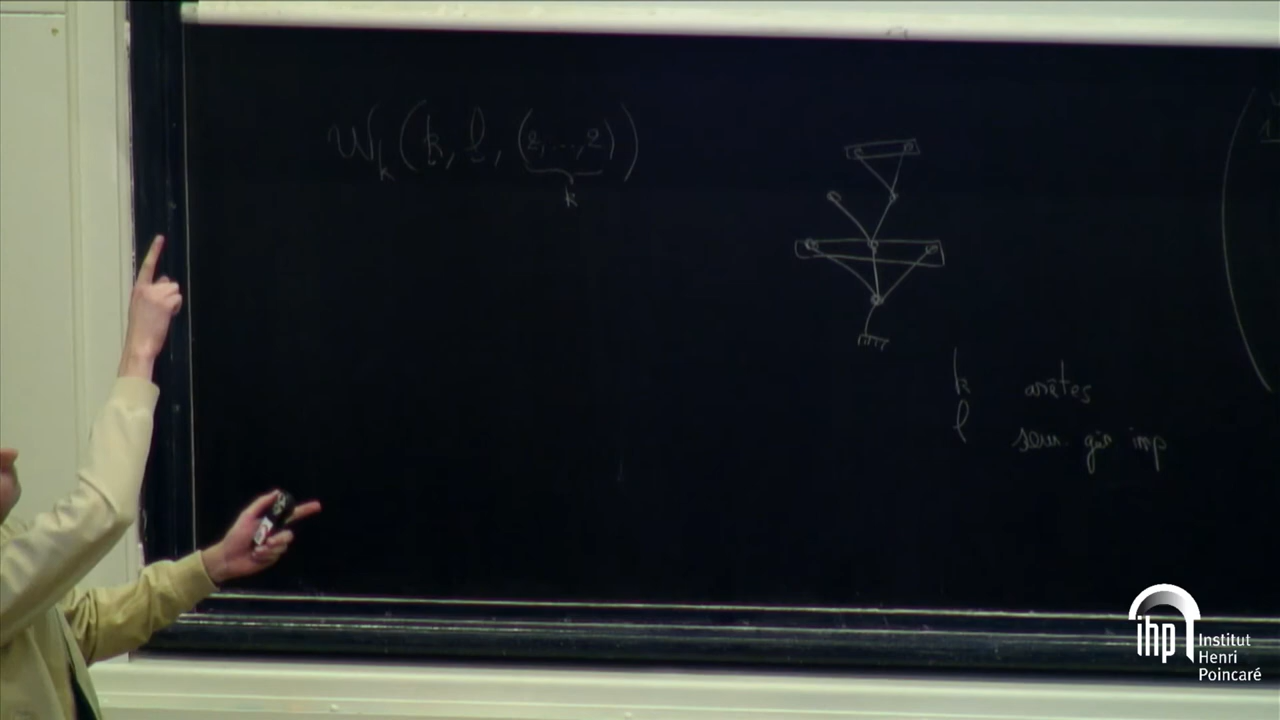 W_k (k, l, (2, ..., 2))
k
k arêtes
l
ihp Institut
Henri
Poincaré